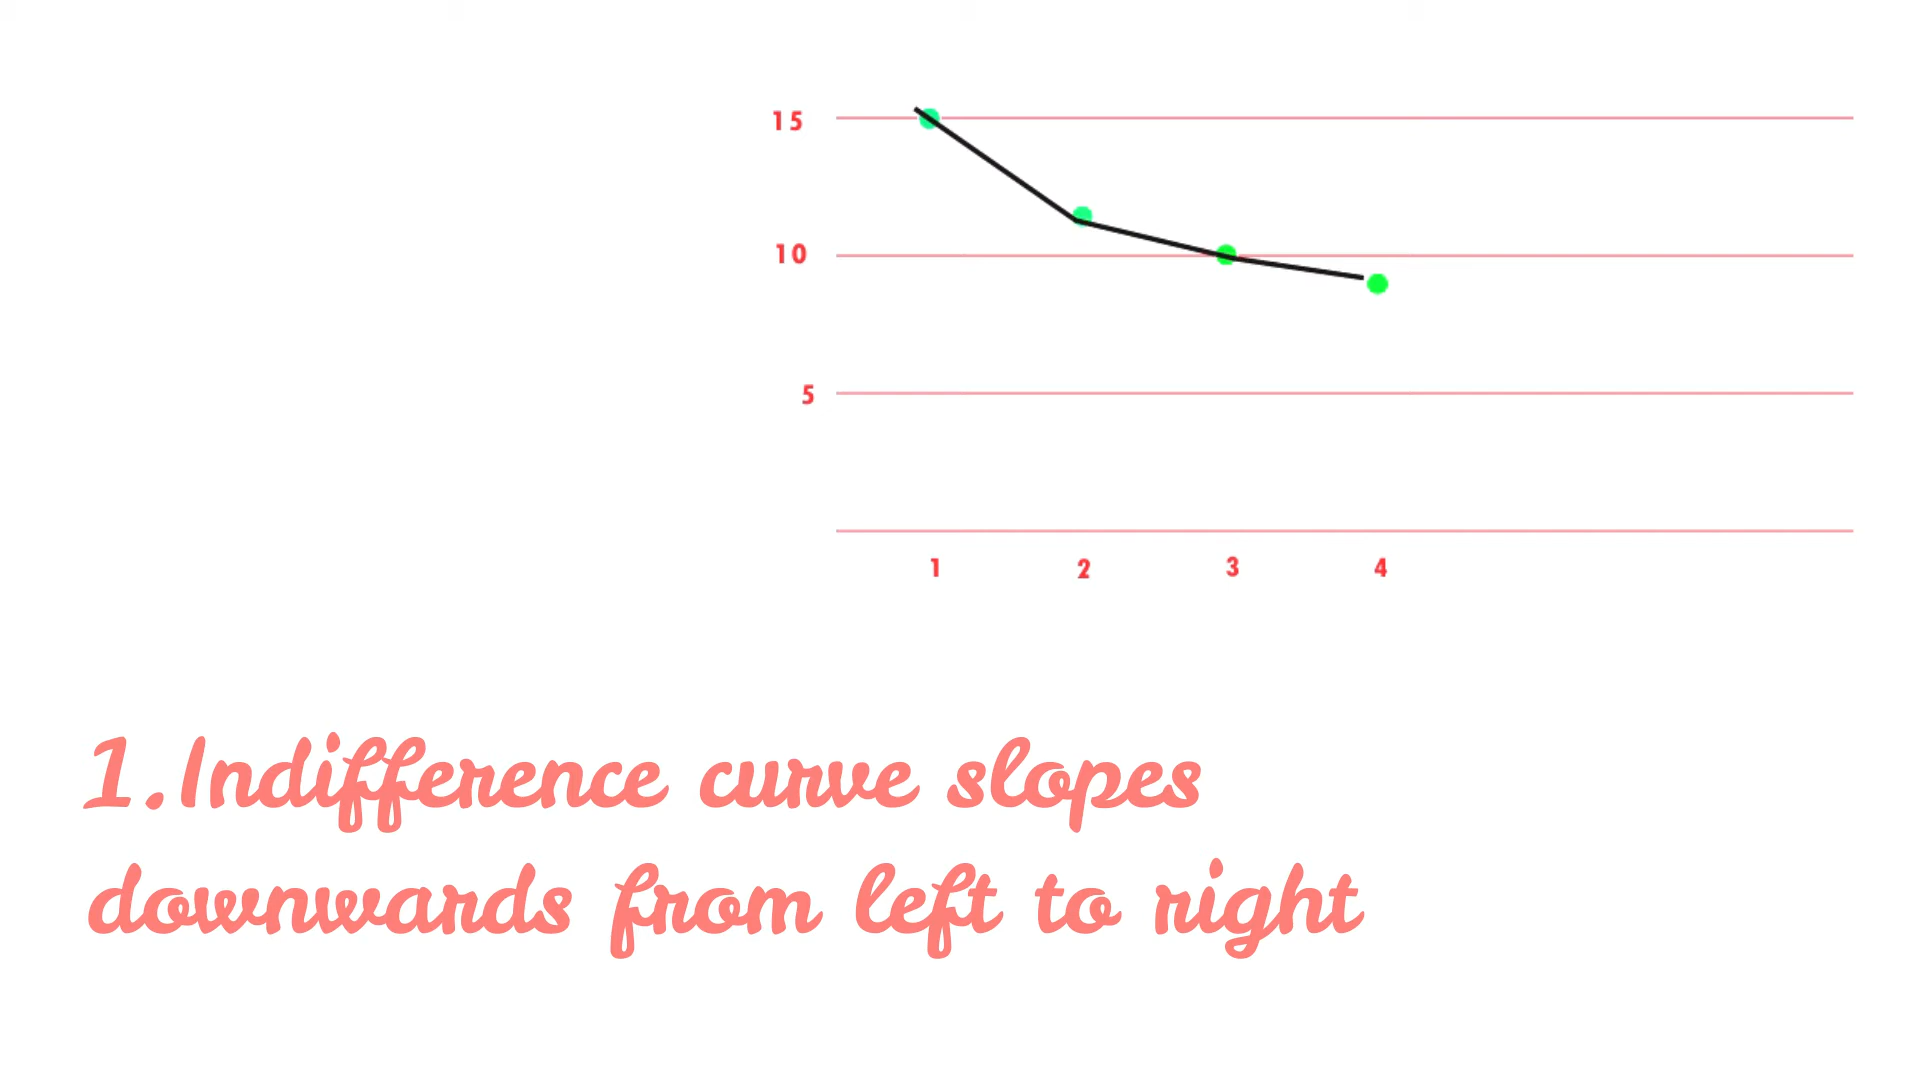 15
10
5
1 2 3 4
1.Indifference curve slopes
downwards from left to right